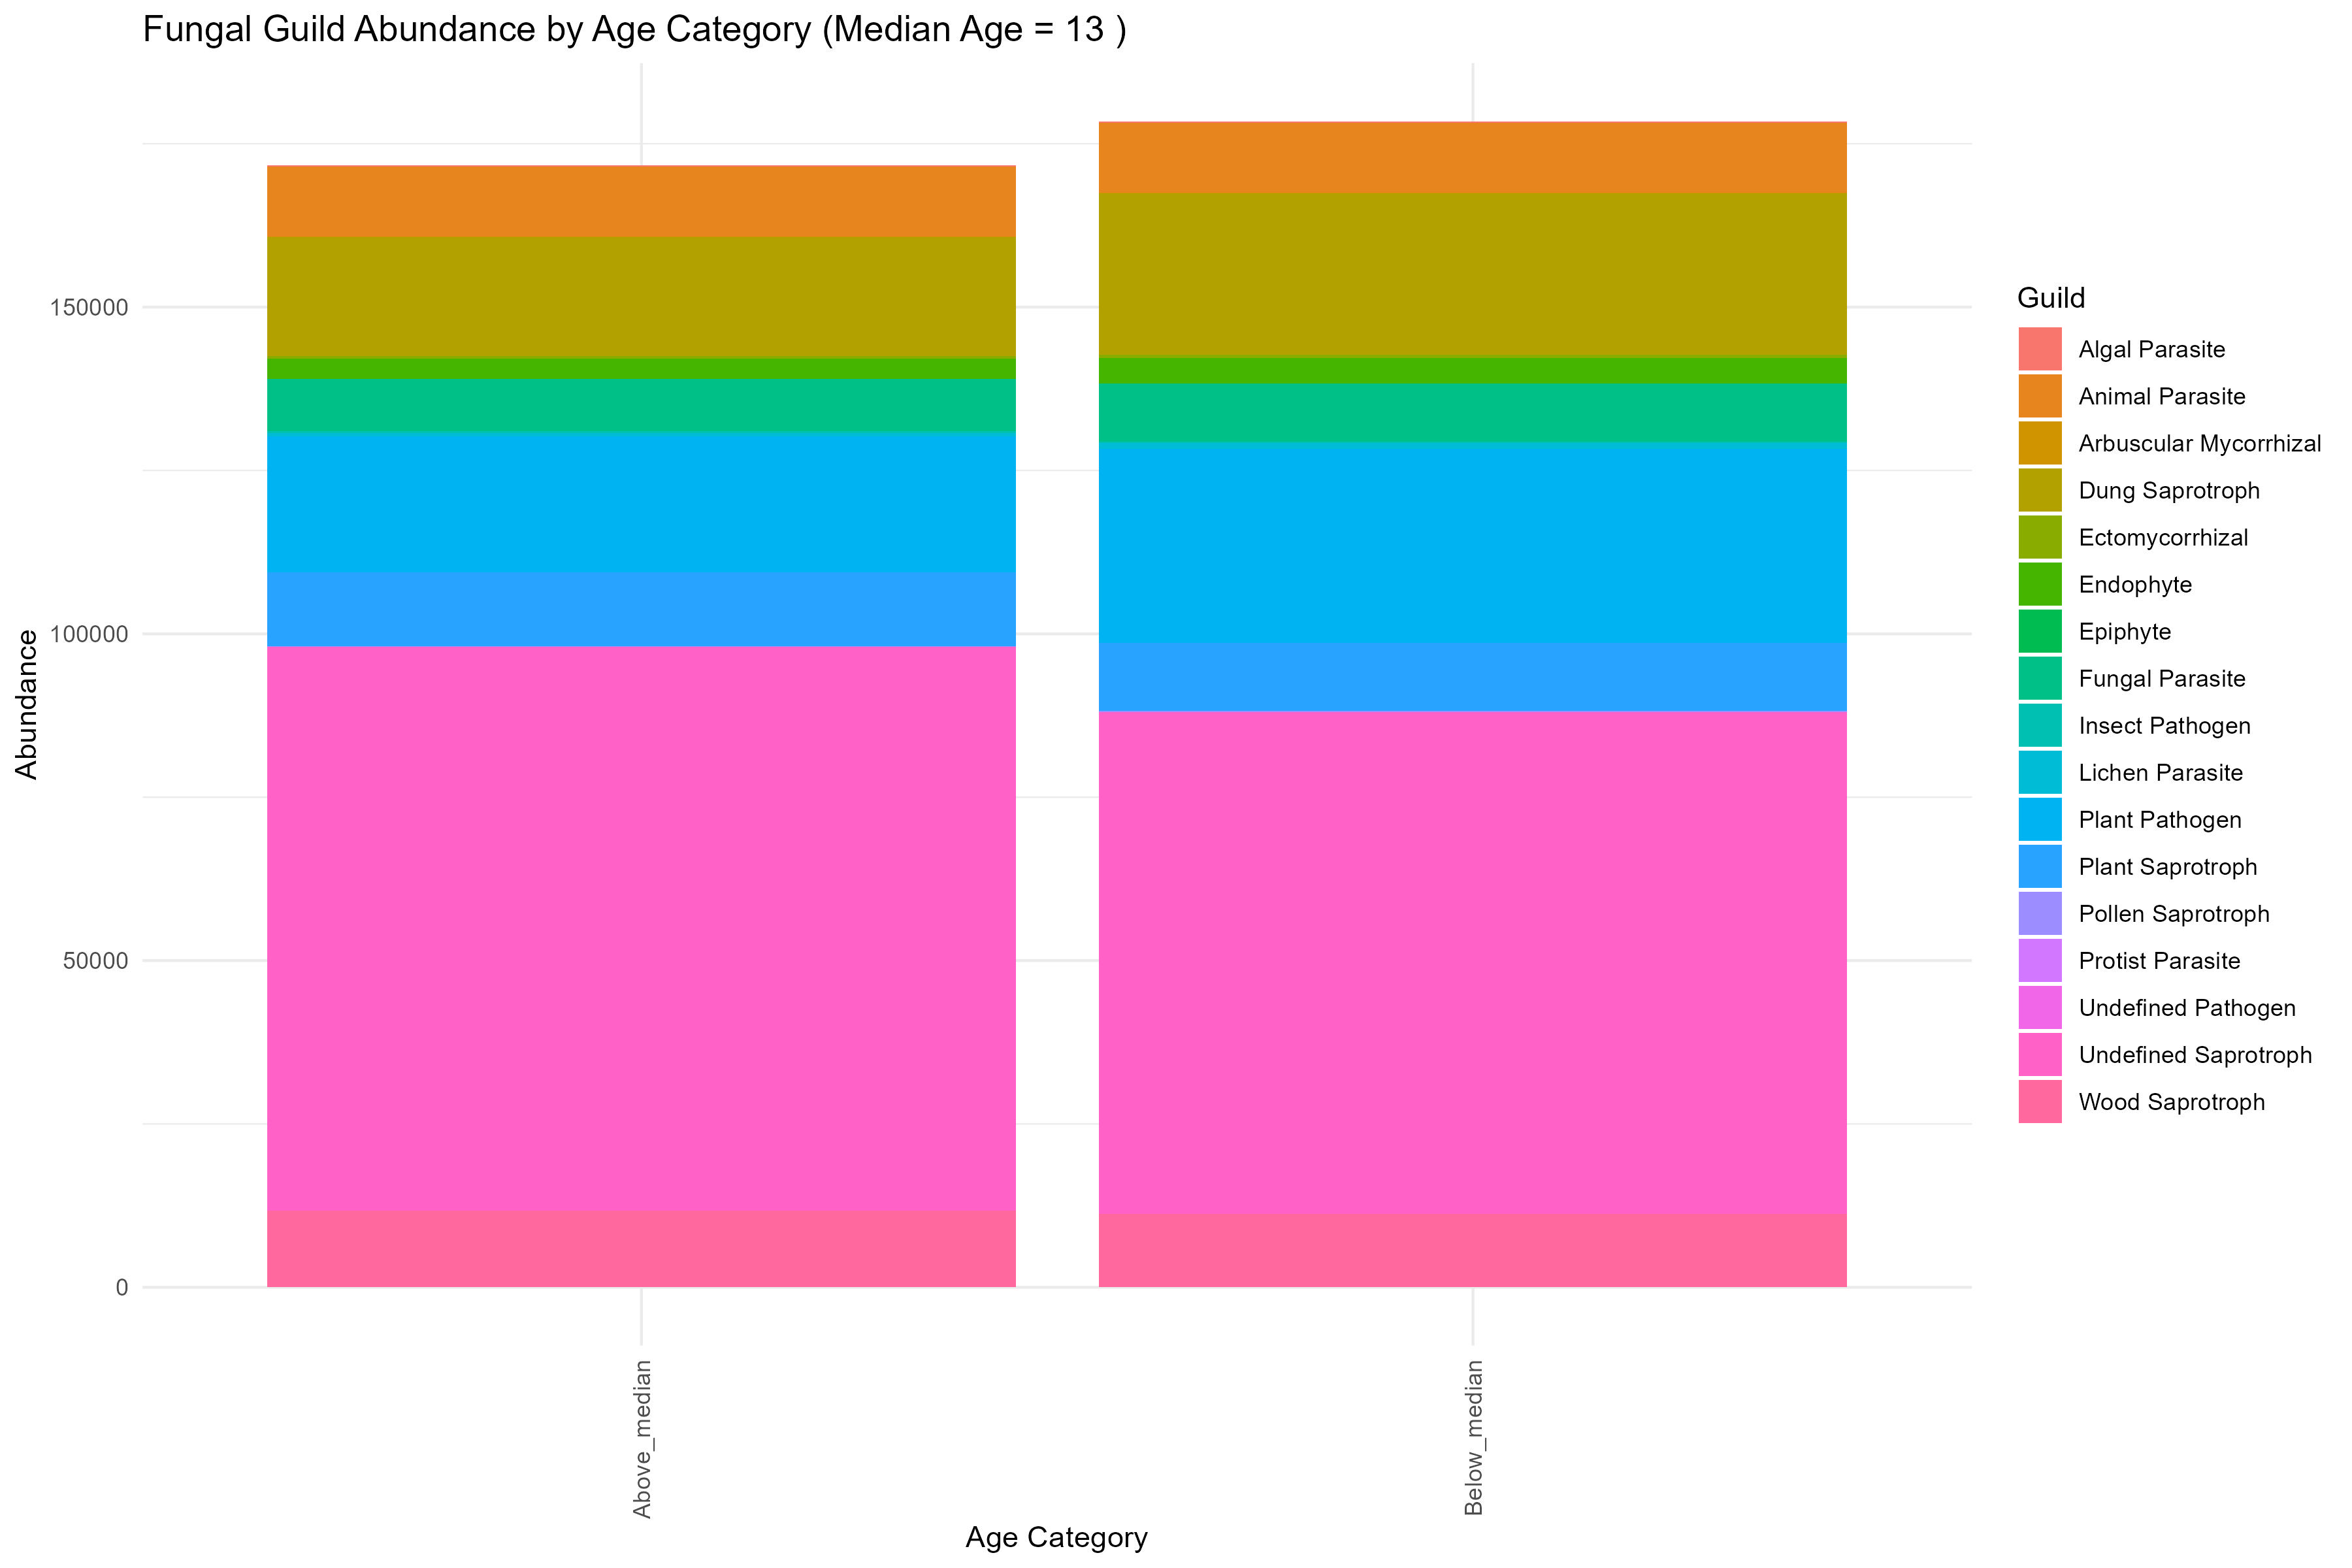 Fungal Guild Abundance by Age Category (Median Age = 13 )
Abundance
150000
100000
50000
0
Above_median
Below_median
Age Category
Guild
Algal Parasite
Animal Parasite
Arbuscular Mycorrhizal
Dung Saprotroph
Ectomycorrhizal
Endophyte
Epiphyte
Fungal Parasite
Insect Pathogen
Lichen Parasite
Plant Pathogen
Plant Saprotroph
Pollen Saprotroph
Protist Parasite
Undefined Pathogen
Undefined Saprotroph
Wood Saprotroph